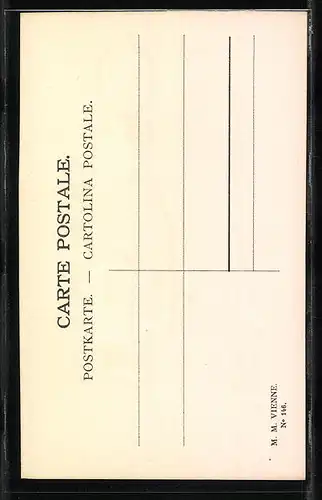 CARTE POSTALE.
POSTKARTE. — CARTOLINA POSTALE.
M. M. VIENNE.
Nº 146.